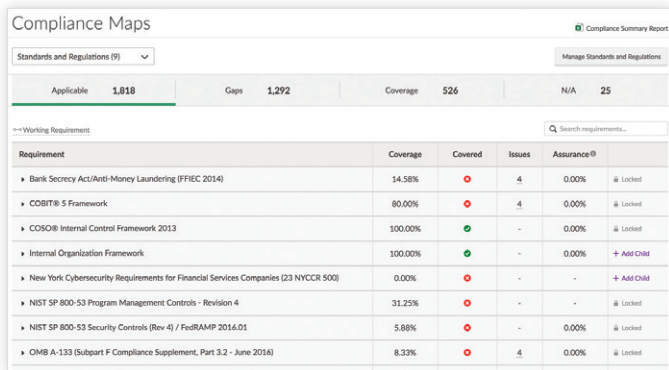 Compliance Maps
Compliance Summary Report
Standards and Regulations (9)
Manage Standards and Regulations
Applicable 1,818 Gaps 1,292 Coverage 526 N/A 25
Working Requirement
Search requirements...
Requirement Coverage Covered Issues Assurance
Bank Secrecy Act/Anti-Money Laundering (FFIEC 2014) 14.58% 4 0.00% Locked
COBIT® 5 Framework 80.00% 4 0.00% Locked
COSO® Internal Control Framework 2013 100.00% - 0.00% Locked
Internal Organization Framework 100.00% - 0.00% + Add Child
New York Cybersecurity Requirements for Financial Services Companies (23 NYCCR 500) 0.00% - - + Add Child
NIST SP 800-53 Program Management Controls - Revision 4 31.25% - - Locked
NIST SP 800-53 Security Controls (Rev 4) / FedRAMP 2016.01 5.88% - 0.00% Locked
OMB A-133 (Subpart F Compliance Supplement, Part 3.2 - June 2016) 8.33% 4 0.00% Locked